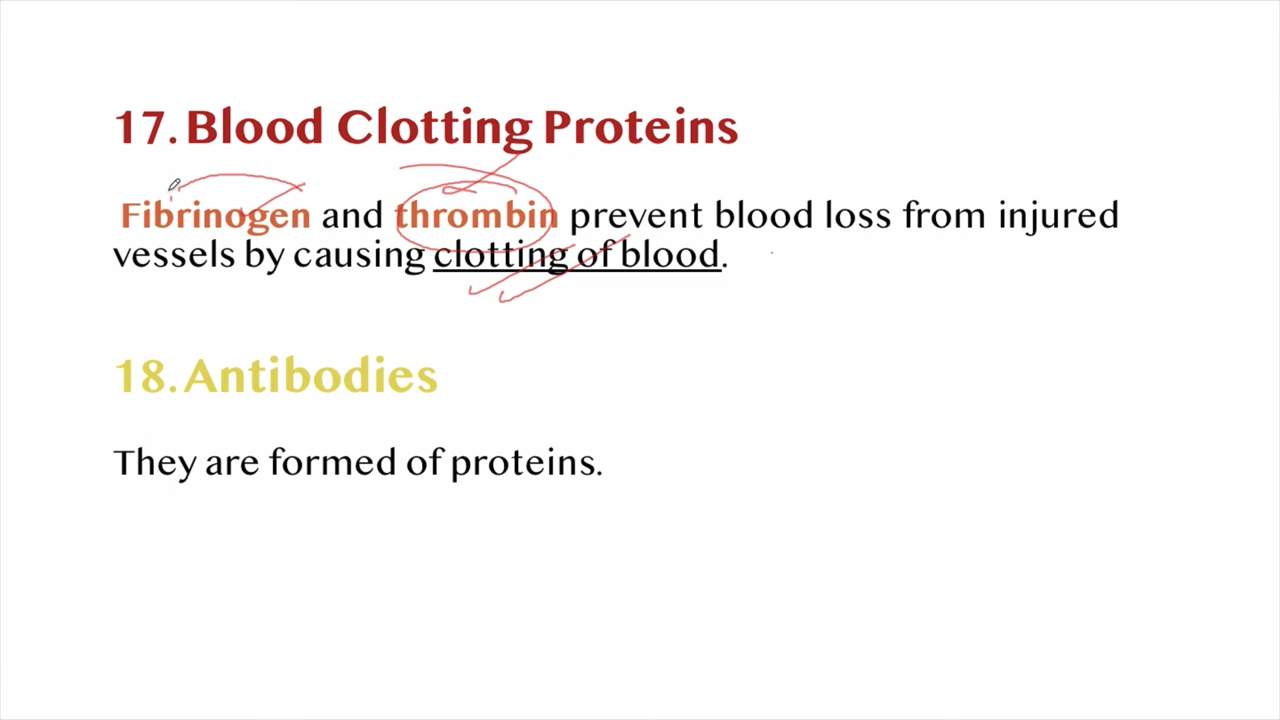 17. Blood Clotting Proteins
Fibrinogen and thrombin prevent blood loss from injured
vessels by causing clotting of blood.
18. Antibodies
They are formed of proteins.